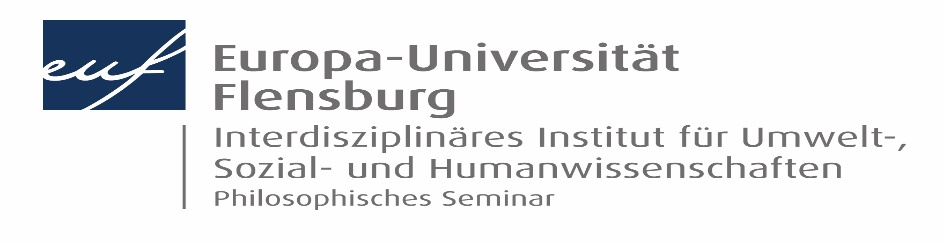 euf
Europa-Universität
Flensburg
Interdisziplinäres Institut für Umwelt-,
Sozial- und Humanwissenschaften
Philosophisches Seminar